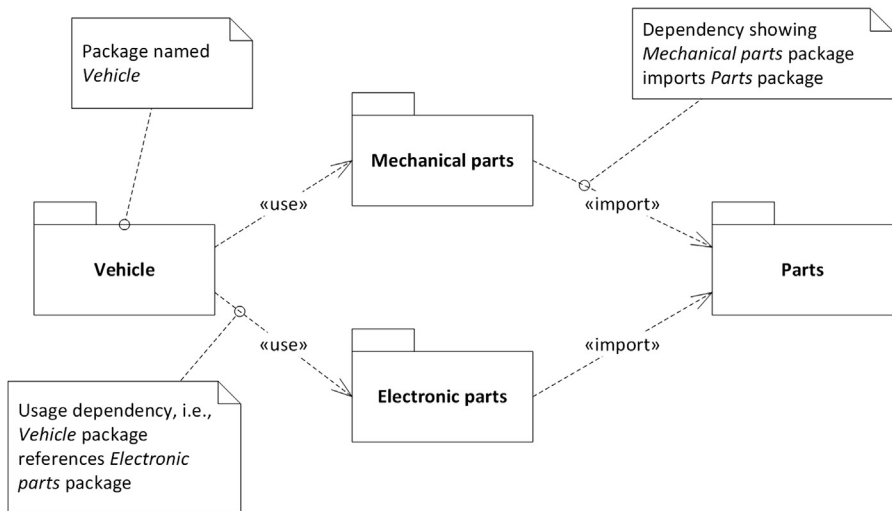 Package named
Vehicle
Dependency showing
Mechanical parts package
imports Parts package
Mechanical parts
«use»
«import»
Vehicle
Parts
«use»
«import»
Electronic parts
Usage dependency, i.e.,
Vehicle package
references Electronic
parts package